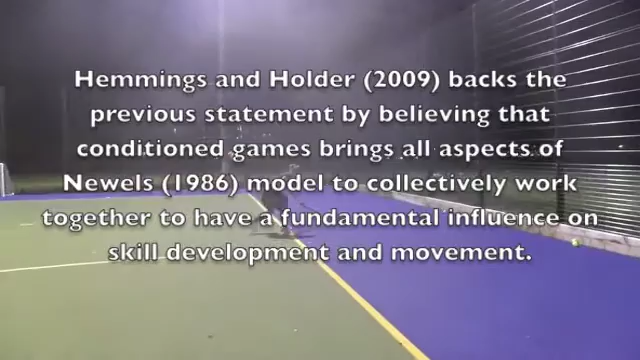 Hemmings and Holder (2009) backs the
previous statement by believing that
conditioned games brings all aspects of
Newels (1986) model to collectively work
together to have a fundamental influence on
skill development and movement.